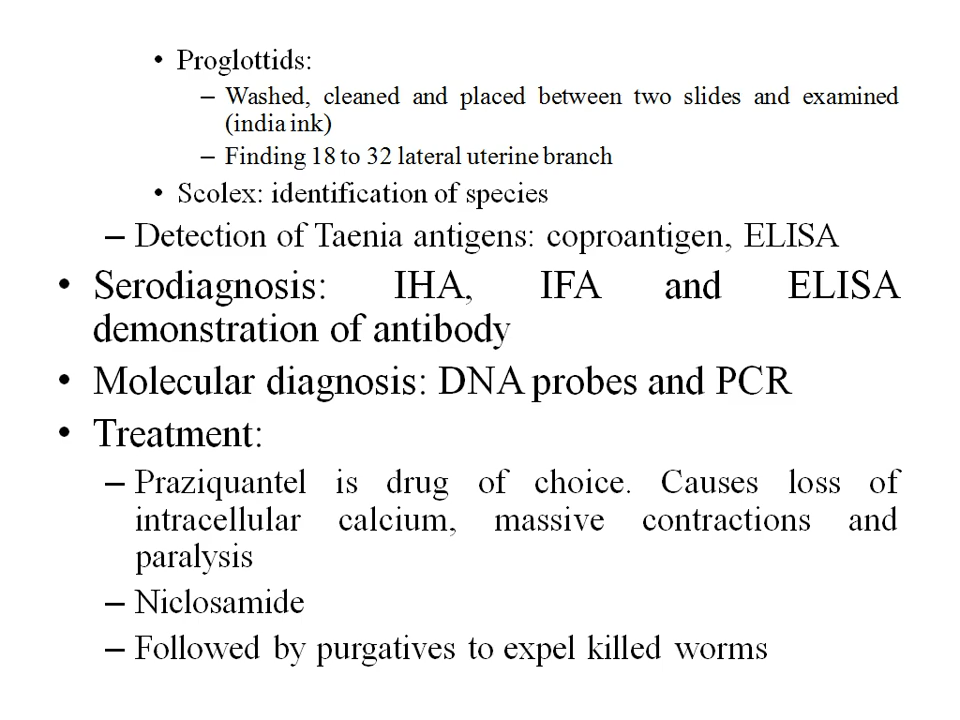 • Proglottids:
– Washed, cleaned and placed between two slides and examined
(india ink)
– Finding 18 to 32 lateral uterine branch
• Scolex: identification of species
– Detection of Taenia antigens: coproantigen, ELISA
• Serodiagnosis: IHA, IFA and ELISA
demonstration of antibody
• Molecular diagnosis: DNA probes and PCR
• Treatment:
– Praziquantel is drug of choice. Causes loss of
intracellular calcium, massive contractions and
paralysis
– Niclosamide
– Followed by purgatives to expel killed worms